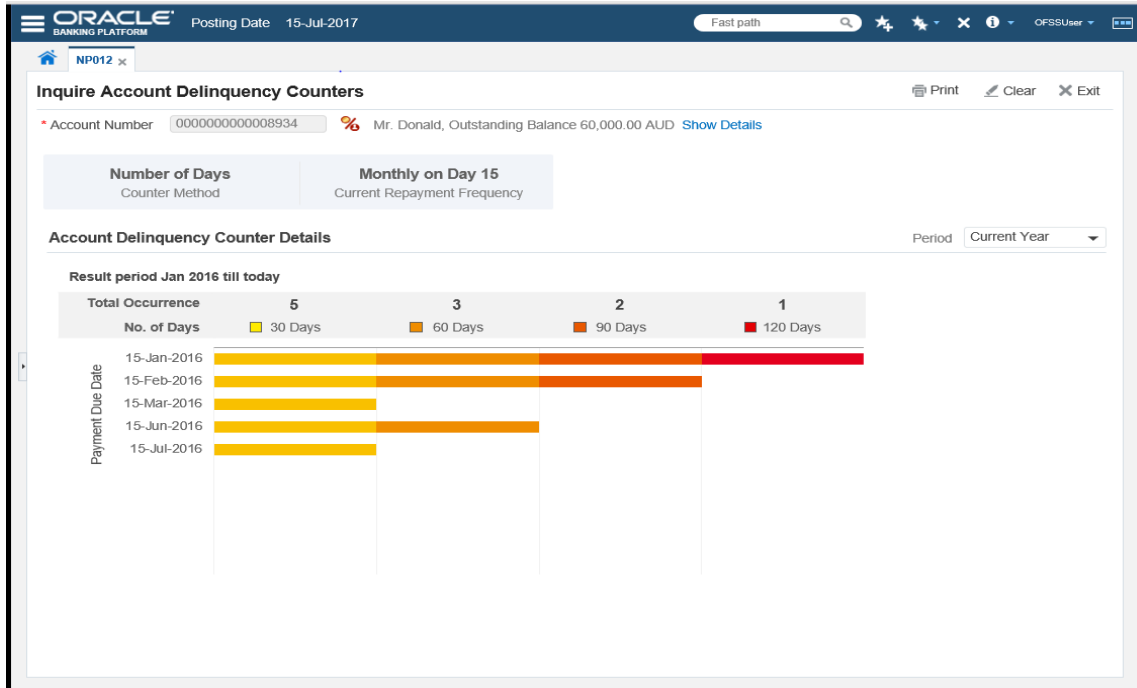 ORACLE
BANKING PLATFORM
Posting Date 15-Jul-2017
Fast path
OFSSUser
NP012
Inquire Account Delinquency Counters
Print Clear Exit
* Account Number 0000000000008934 Mr. Donald, Outstanding Balance 60,000.00 AUD Show Details
Number of Days Monthly on Day 15
Counter Method Current Repayment Frequency
Account Delinquency Counter Details
Period Current Year
Result period Jan 2016 till today
Total Occurrence 5 3 2 1
No. of Days 30 Days 60 Days 90 Days 120 Days
Payment Due Date
15-Jan-2016
15-Feb-2016
15-Mar-2016
15-Jun-2016
15-Jul-2016